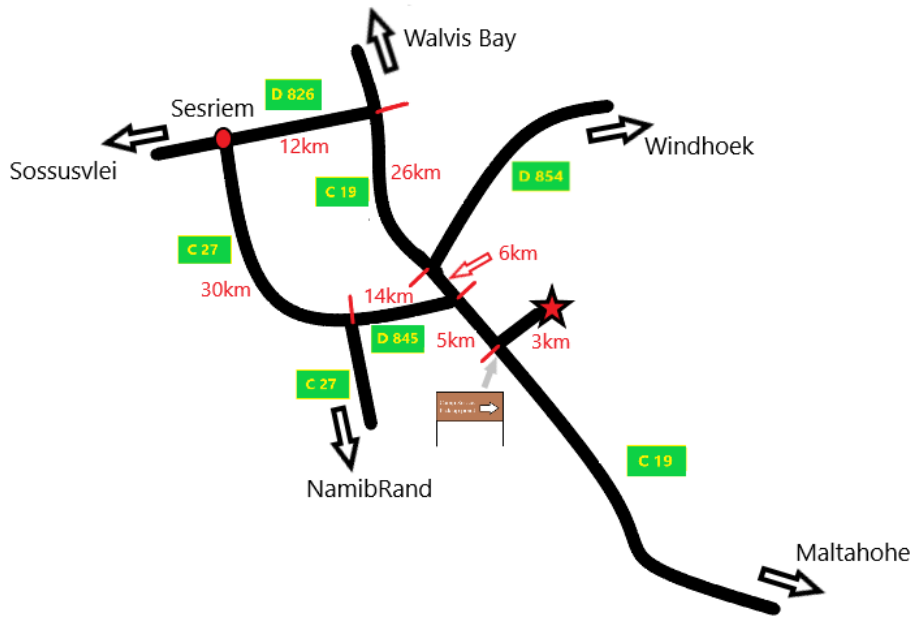 Walvis Bay
D 826
Sesriem
12km
Sossusvlei
Windhoek
26km
D 854
C 19
C 27
6km
30km
14km
D 845
5km
3km
C 27
NamibRand
C 19
Maltahohe